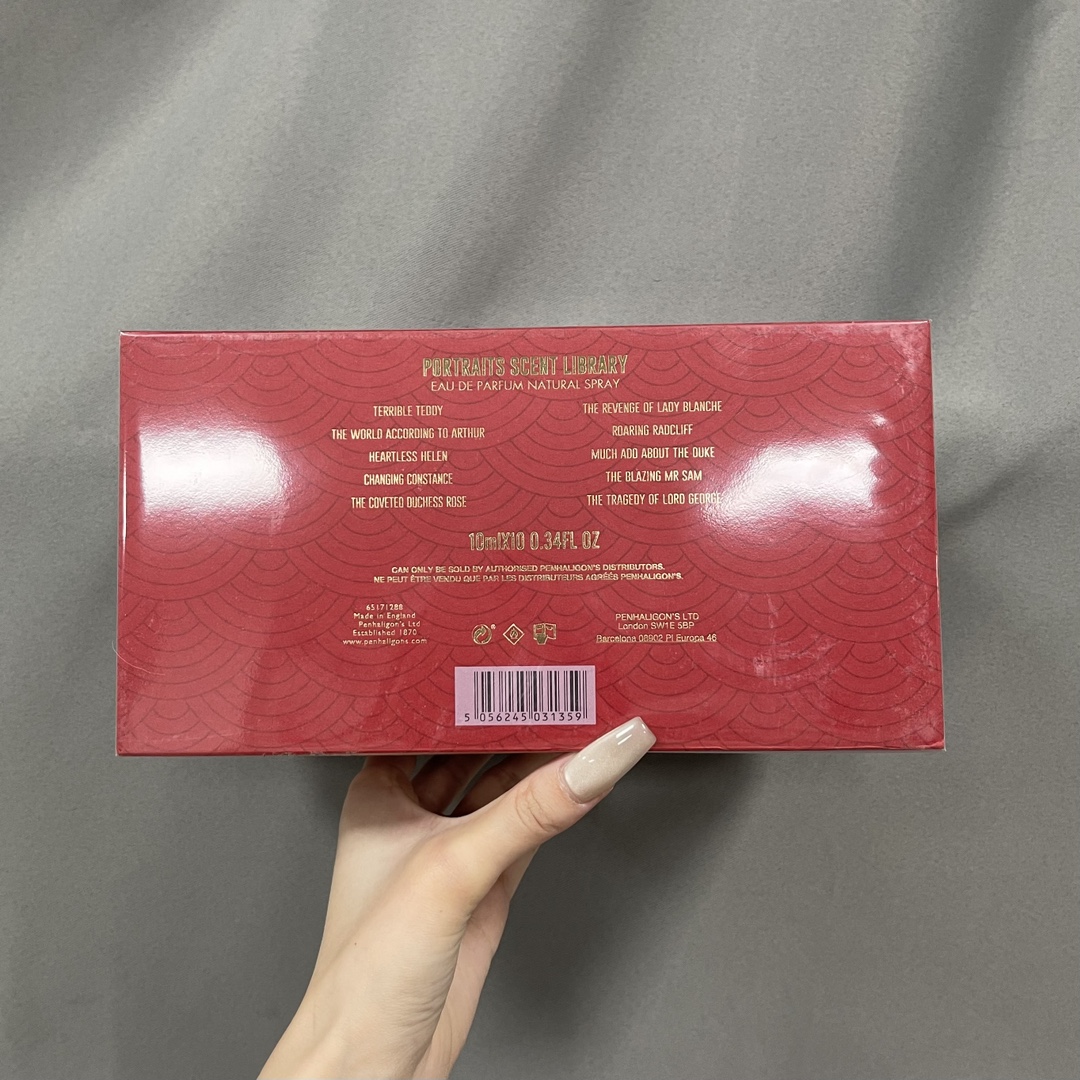 PORTRAITS SCENT LIBRARY
EAU DE PARFUM NATURAL SPRAY
TERRIBLE TEDDY
THE WORLD ACCORDING TO ARTHUR
HEARTLESS HELEN
CHANGING CONSTANCE
THE COVETED DUCHESS ROSE
THE REVENGE OF LADY BLANCHE
ROARING RADCLIFF
MUCH ADO ABOUT THE DUKE
THE BLAZING MR SAM
THE TRAGEDY OF LORD GEORGE
10mlX10 0.34FL OZ
CAN ONLY BE SOLD BY AUTHORISED PENHALIGON'S DISTRIBUTORS.
NE PEUT ÊTRE VENDU QUE PAR LES DISTRIBUTEURS AGRÉÉS PENHALIGON'S.
65171288
Made in England
Penhaligon's Ltd
Established 1870
www.penhaligons.com
PENHALIGON'S LTD
London SW1E 5BP
Barcelona 08902 Pl Europa 46
5 056245 031359